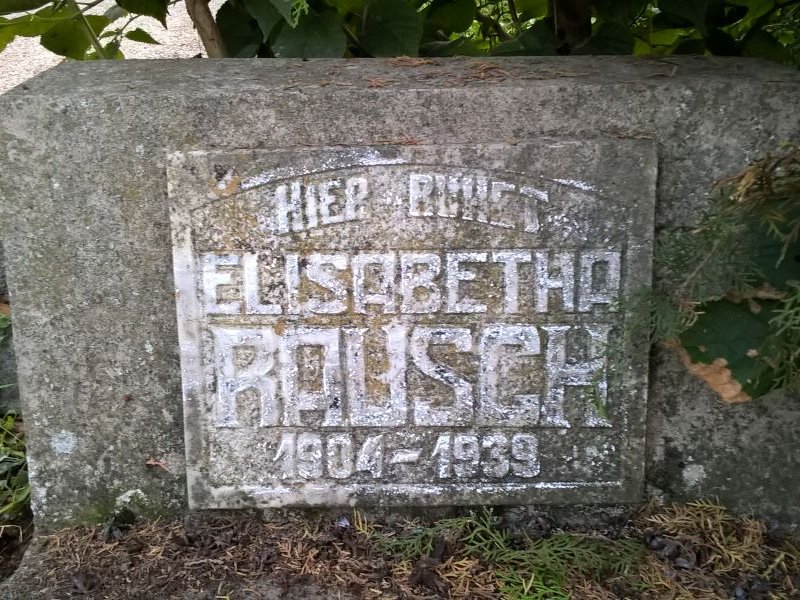 HIER RUHET
ELISABETHA
RAUSCH
1904-1939